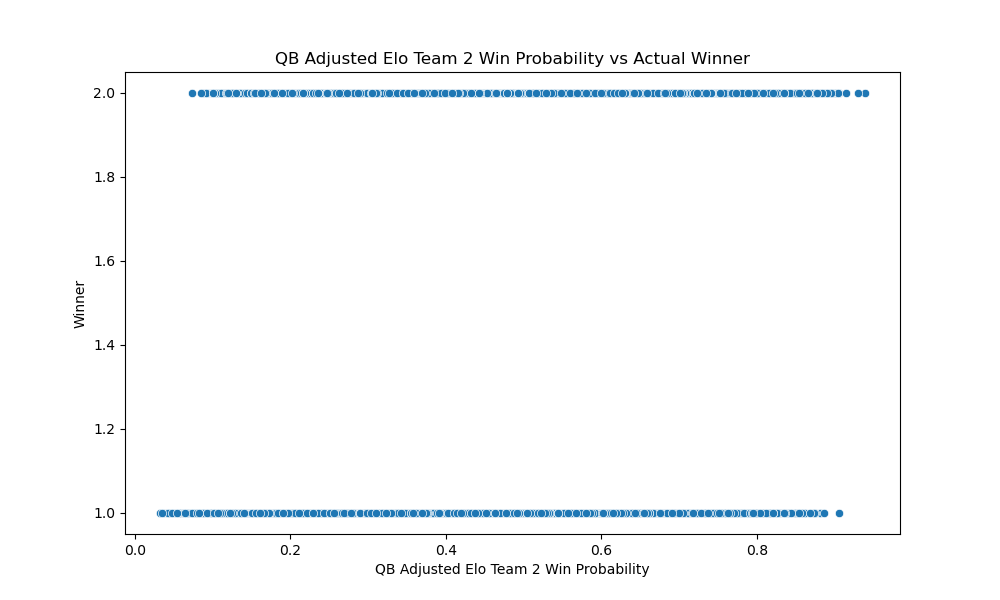 QB Adjusted Elo Team 2 Win Probability vs Actual Winner
2.0
1.8
1.6
1.4
1.2
1.0
Winner
0.0 0.2 0.4 0.6 0.8
QB Adjusted Elo Team 2 Win Probability